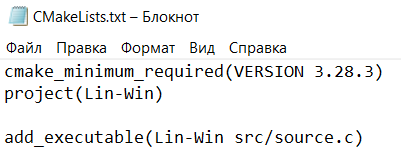 CMakeLists.txt – Блокнот
Файл Правка Формат Вид Справка
cmake_minimum_required(VERSION 3.28.3)
project(Lin-Win)
add_executable(Lin-Win src/source.c)